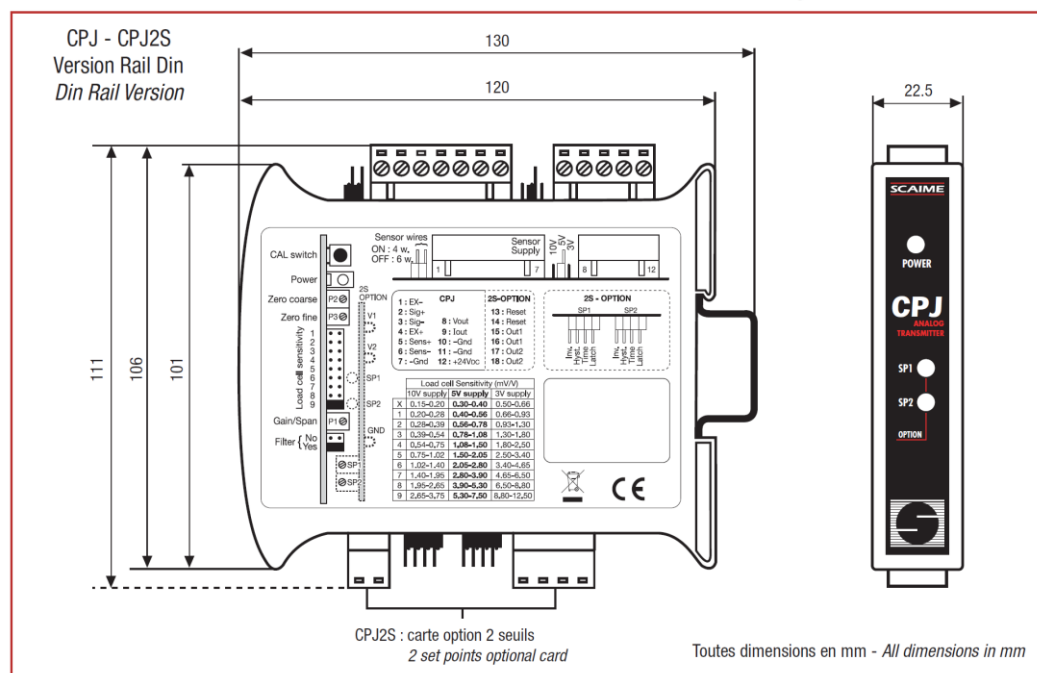 CPJ - CPJ2S
Version Rail Din
Din Rail Version
130
120
22.5
111
106
101
Sensor wires
ON : 4 w.
OFF : 6 w.
1
7
Sensor
Supply
10V
5V
3V
8
12
CAL switch
Power
Zero coarse
P2
Zero fine
P3
2S
OPTION
V1
V2
SP1
SP2
GND
Load cell sensitivity
1
2
3
4
5
6
7
8
9
Gain/Span
P1
Filter { No
Yes
SP1
SP2
CPJ
1 : EX-
2 : Sig+
3 : Sig-
4 : EX+
5 : Sens+
6 : Sens-
7 : -Gnd
8 : Vout
9 : Iout
10 : -Gnd
11 : -Gnd
12 : +24Vdc
2S-OPTION
13 : Reset
14 : Reset
15 : Out1
16 : Out1
17 : Out2
18 : Out2
2S - OPTION
SP1 SP2
Inv.
Hyst.
Time
Latch
Inv.
Hyst.
Time
Latch
Load cell Sensitivity (mV/V)
10V supply 5V supply 3V supply
X 0.15-0.20 0.30-0.40 0.50-0.66
1 0.20-0.28 0.40-0.56 0.66-0.93
2 0.28-0.39 0.56-0.78 0.93-1.30
3 0.39-0.54 0.78-1.08 1.30-1.80
4 0.54-0.75 1.08-1.50 1.80-2.50
5 0.75-1.02 1.50-2.05 2.50-3.40
6 1.02-1.40 2.05-2.80 3.40-4.65
7 1.40-1.95 2.80-3.90 4.65-6.50
8 1.95-2.65 3.90-5.30 6.50-8.80
9 2.65-3.75 5.30-7.50 8.80-12.50
CE
SCAIME
POWER
CPJ
ANALOG
TRANSMITTER
SP1
SP2
OPTION
CPJ2S : carte option 2 seuils
2 set points optional card
Toutes dimensions en mm - All dimensions in mm